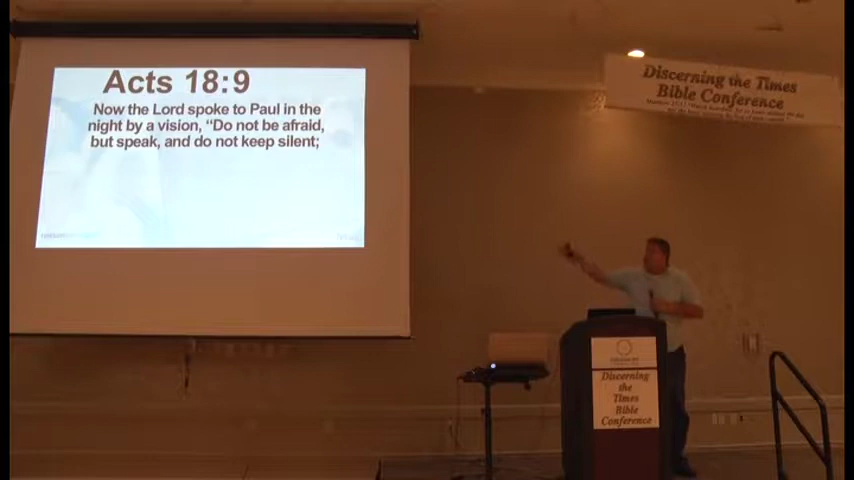 Acts 18:9
Now the Lord spoke to Paul in the
night by a vision, “Do not be afraid,
but speak, and do not keep silent;
Discerning the Times
Bible Conference
Discerning
the
Times
Bible
Conference